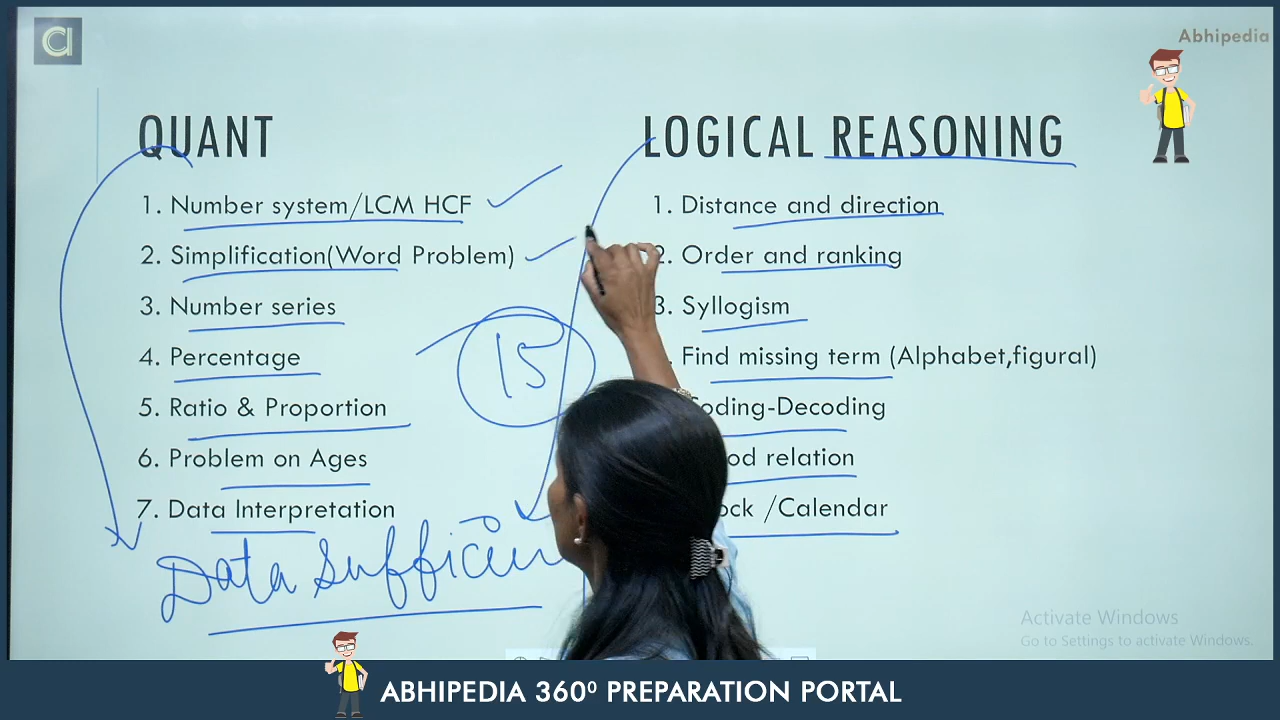 Abhipedia
QUANT
1. Number system/LCM HCF
2. Simplification(Word Problem)
3. Number series
4. Percentage
5. Ratio & Proportion
6. Problem on Ages
7. Data Interpretation
Data sufficien
15
LOGICAL REASONING
1. Distance and direction
2. Order and ranking
3. Syllogism
Find missing term (Alphabet,figural)
oding-Decoding
od relation
ock /Calendar
Activate Windows
Go to Settings to activate Windows.
ABHIPEDIA 360⁰ PREPARATION PORTAL